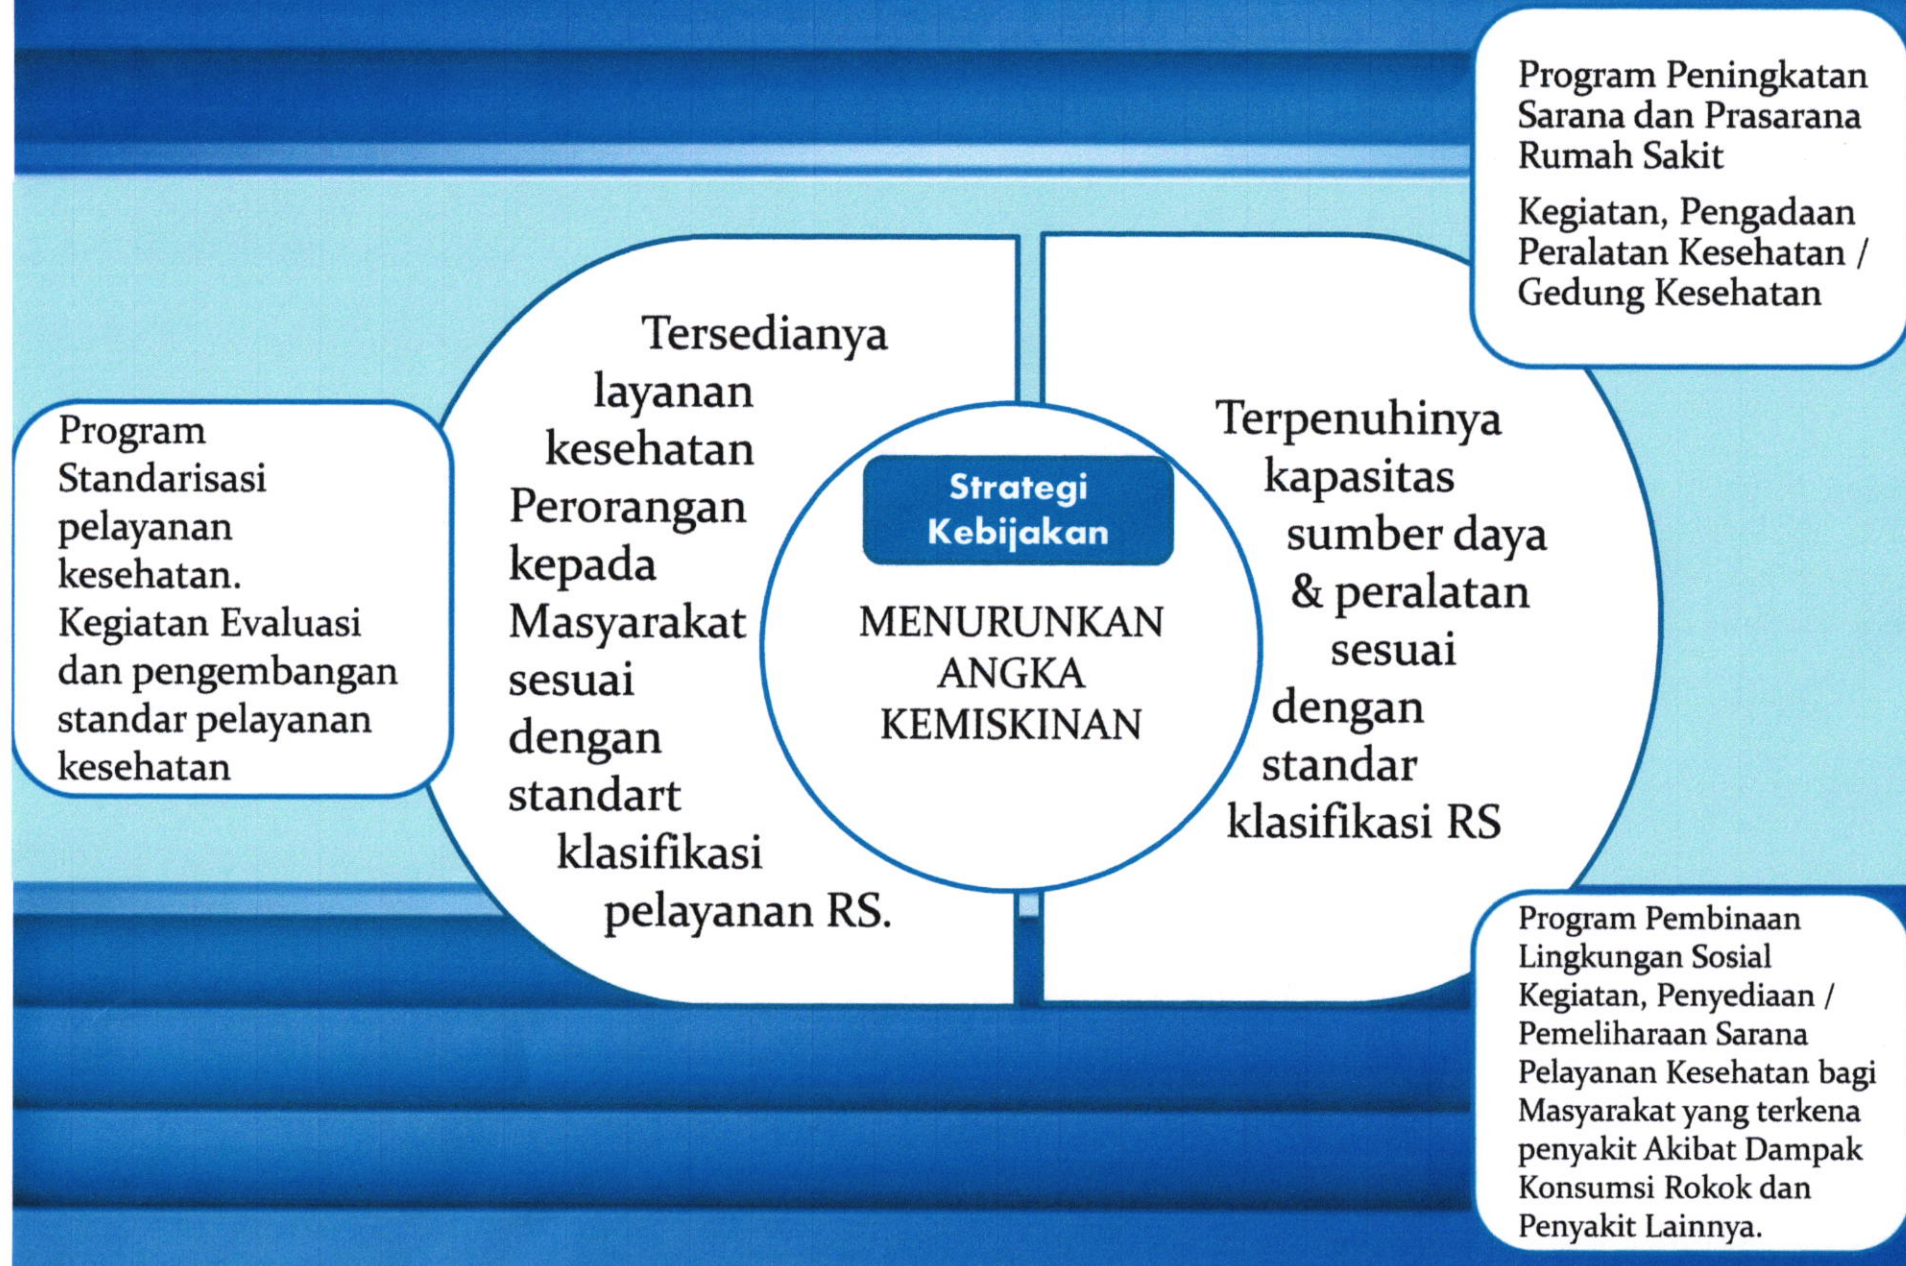 Program Peningkatan
Sarana dan Prasarana
Rumah Sakit
Kegiatan, Pengadaan
Peralatan Kesehatan /
Gedung Kesehatan
Program
Standarisasi
pelayanan
kesehatan.
Kegiatan Evaluasi
dan pengembangan
standar pelayanan
kesehatan
Tersedianya
layanan
kesehatan
Perorangan
kepada
Masyarakat
sesuai
dengan
standart
klasifikasi
pelayanan RS.
Strategi
Kebijakan
MENURUNKAN
ANGKA
KEMISKINAN
Terpenuhinya
kapasitas
sumber daya
& peralatan
sesuai
dengan
standar
klasifikasi RS
Program Pembinaan
Lingkungan Sosial
Kegiatan, Penyediaan /
Pemeliharaan Sarana
Pelayanan Kesehatan bagi
Masyarakat yang terkena
penyakit Akibat Dampak
Konsumsi Rokok dan
Penyakit Lainnya.